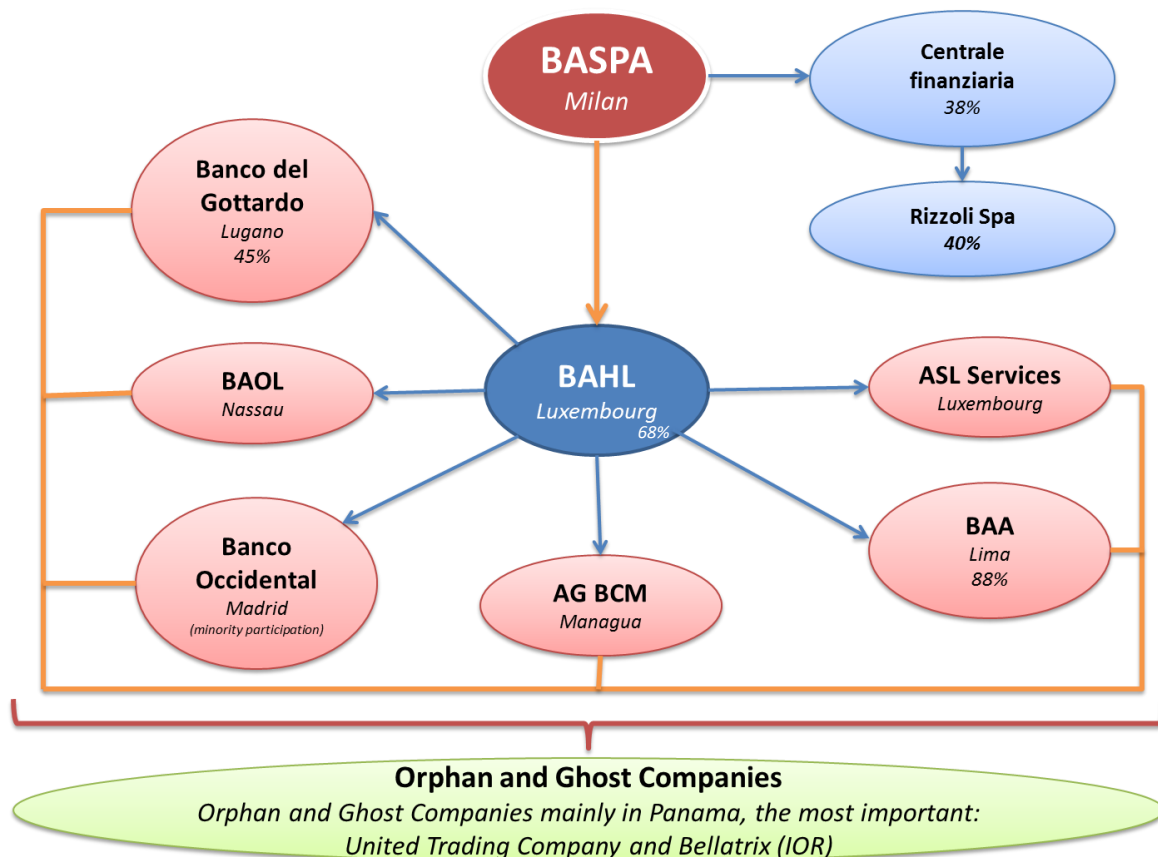 BASPA
Milan
Centrale
finanziaria
38%
Banco del
Gottardo
Lugano
45%
Rizzoli Spa
40%
BAHL
Luxembourg
68%
BAOL
Nassau
ASL Services
Luxembourg
Banco
Occidental
Madrid
(minority participation)
AG BCM
Managua
BAA
Lima
88%
Orphan and Ghost Companies
Orphan and Ghost Companies mainly in Panama, the most important:
United Trading Company and Bellatrix (IOR)